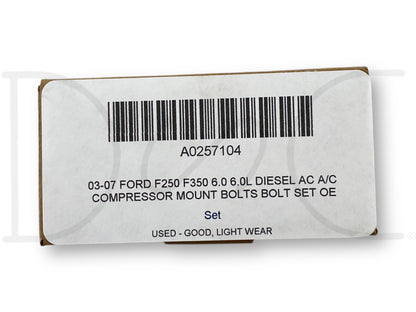 A0257104
03-07 FORD F250 F350 6.0 6.0L DIESEL AC A/C
COMPRESSOR MOUNT BOLTS BOLT SET OE
Set
USED - GOOD, LIGHT WEAR